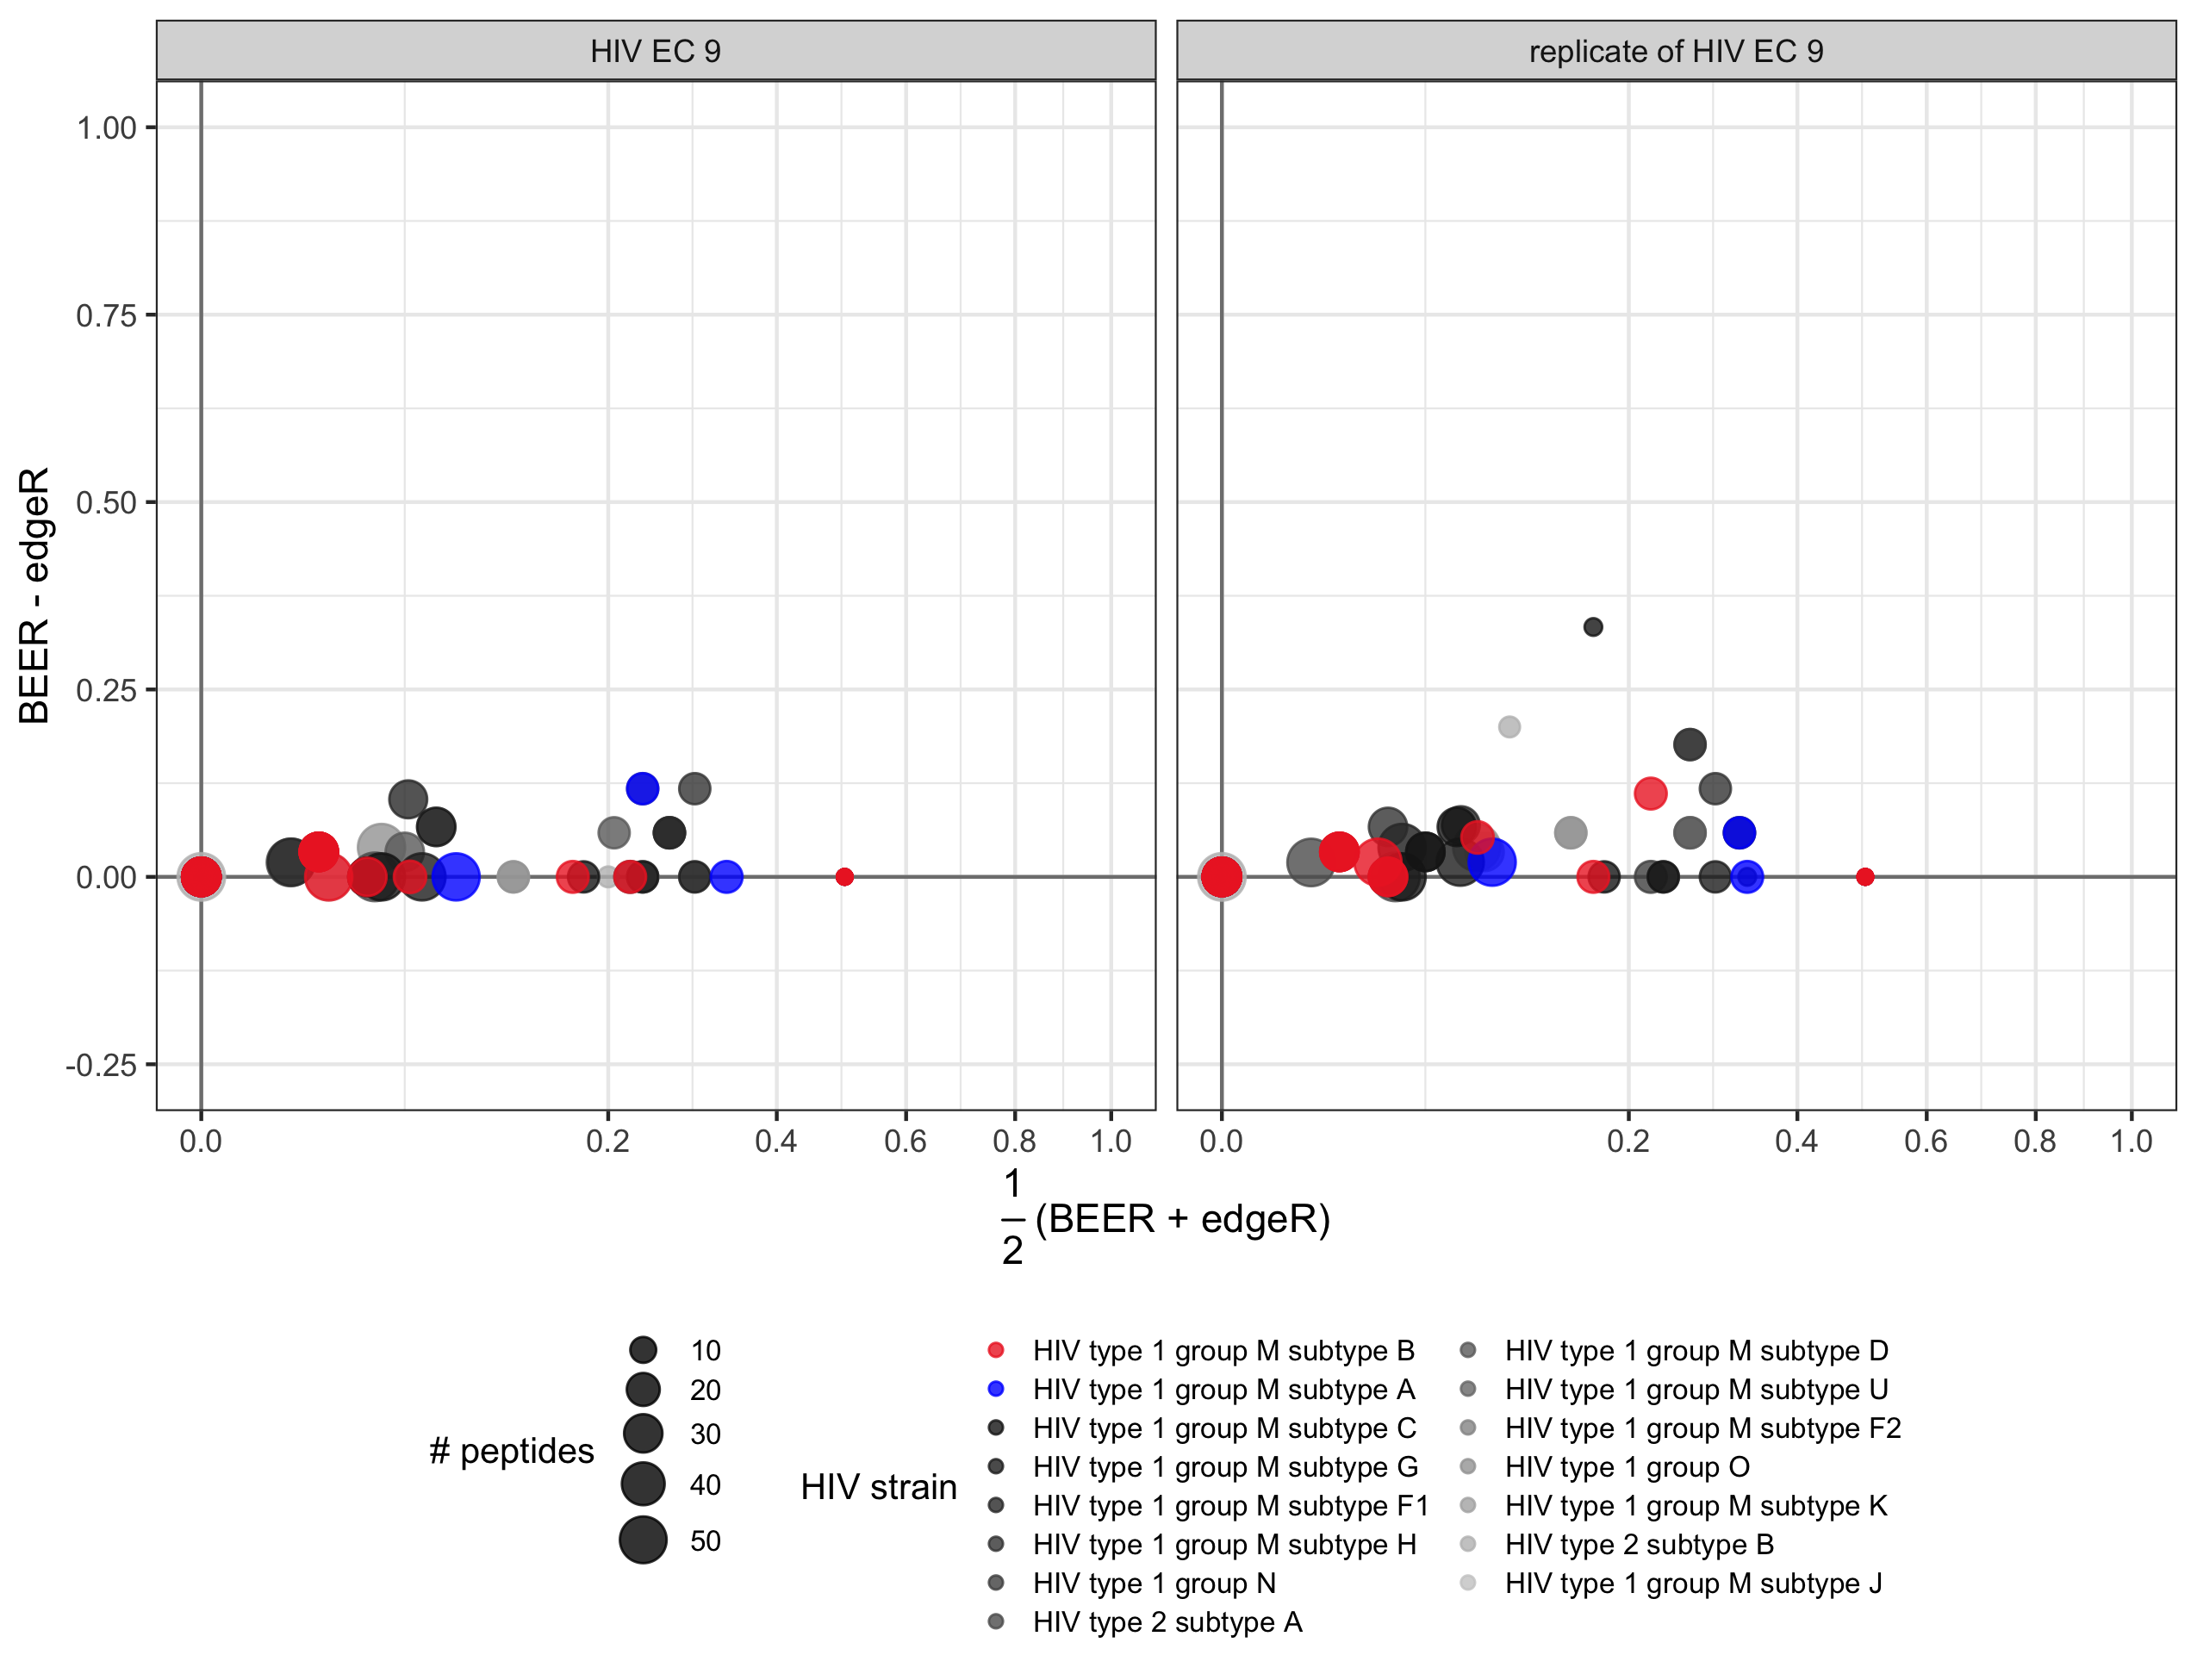 HIV EC 9
replicate of HIV EC 9
1.00
0.75
0.50
0.25
0.00
-0.25
BEER - edgeR
0.0 0.2 0.4 0.6 0.8 1.0
0.0 0.2 0.4 0.6 0.8 1.0
1
2
(BEER + edgeR)
# peptides
10
20
30
40
50
HIV strain
HIV type 1 group M subtype B
HIV type 1 group M subtype A
HIV type 1 group M subtype C
HIV type 1 group M subtype G
HIV type 1 group M subtype F1
HIV type 1 group M subtype H
HIV type 1 group N
HIV type 2 subtype A
HIV type 1 group M subtype D
HIV type 1 group M subtype U
HIV type 1 group M subtype F2
HIV type 1 group O
HIV type 1 group M subtype K
HIV type 2 subtype B
HIV type 1 group M subtype J